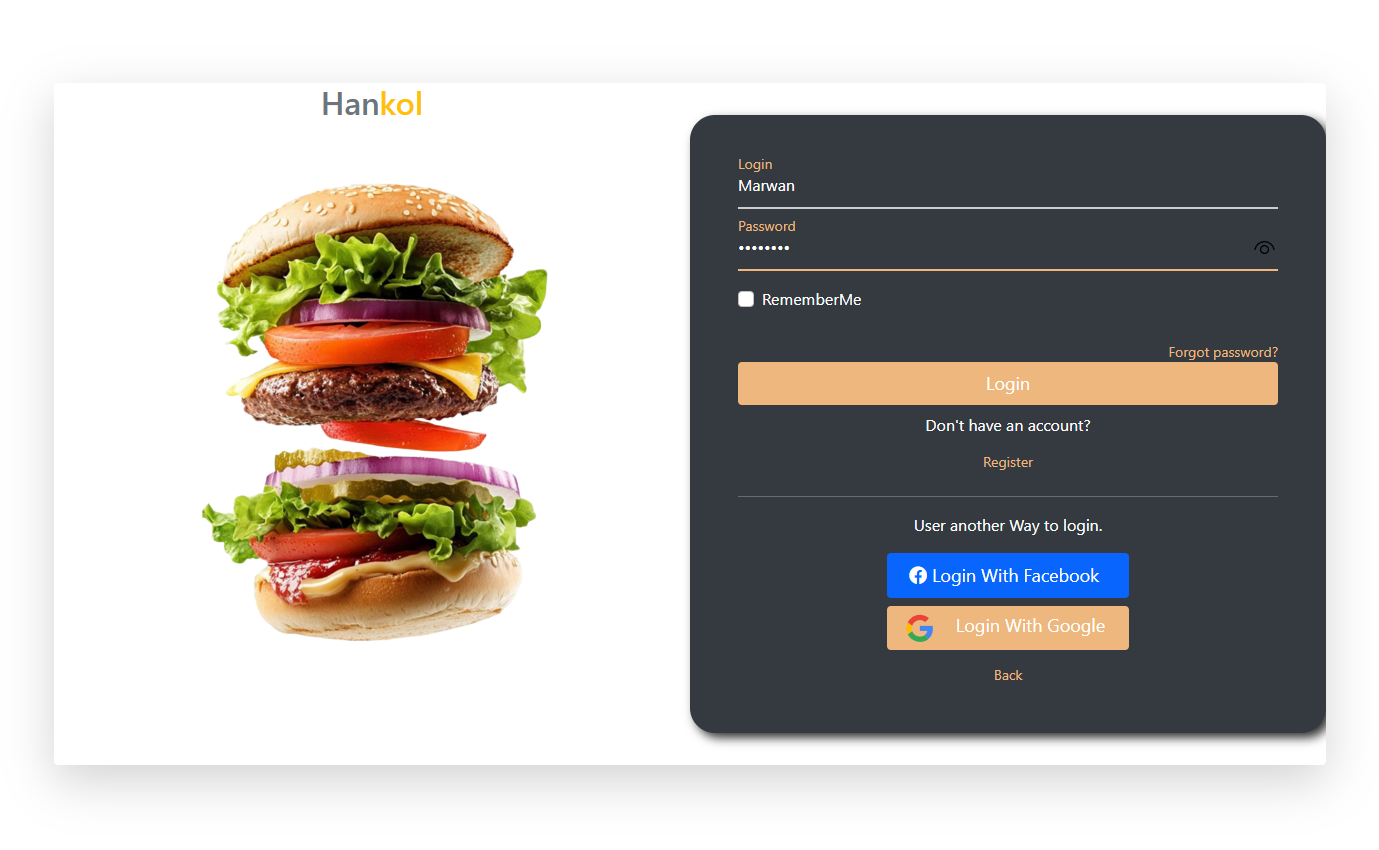 Hankol
Login
Marwan
Password
••••••••
RememberMe
Forgot password?
Login
Don't have an account?
Register
User another Way to login.
Login With Facebook
Login With Google
Back